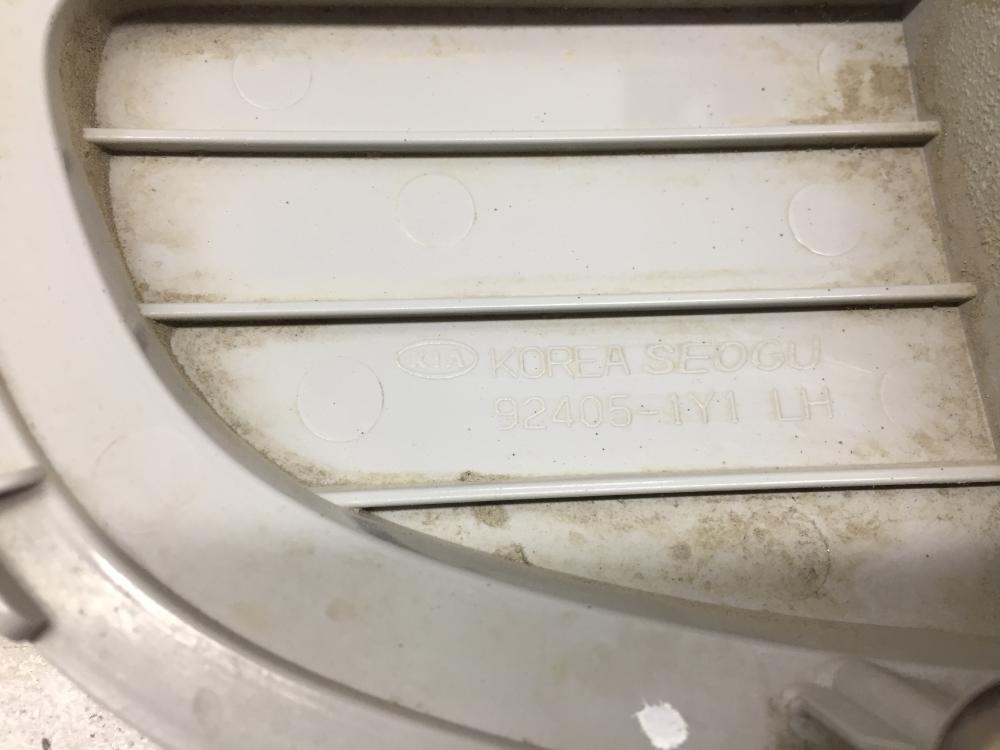 KIA KOREA SEOGU
92405-1Y1 LH